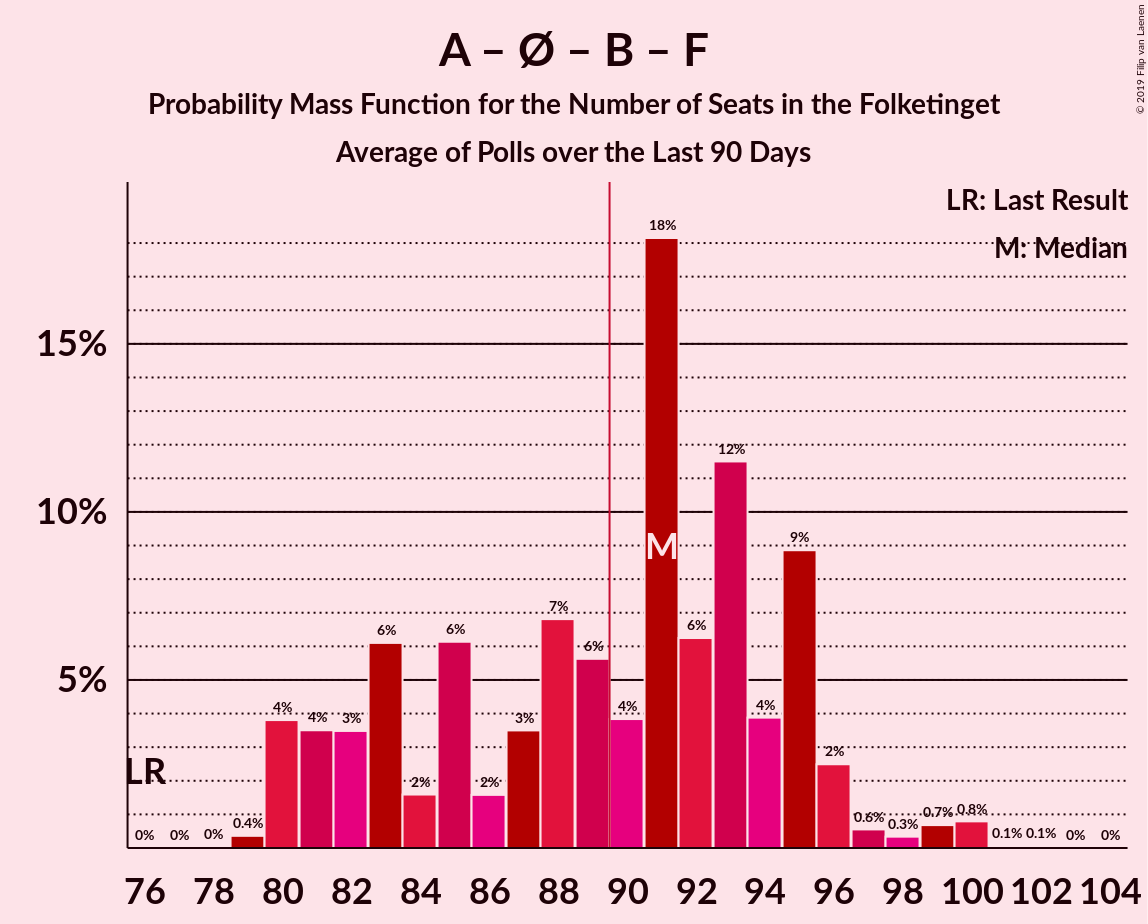 A – Ø – B – F
Probability Mass Function for the Number of Seats in the Folketinget
Average of Polls over the Last 90 Days
© 2019 Filip van Laenen
LR: Last Result
M: Median
15%
10%
5%
LR
M
0% 0% 0% 0.4% 4% 4% 3% 6% 2% 6% 2% 3% 7% 6% 4% 18% 6% 12% 4% 9% 2% 0.6% 0.3% 0.7% 0.8% 0.1% 0.1% 0% 0%
76 78 80 82 84 86 88 90 92 94 96 98 100 102 104